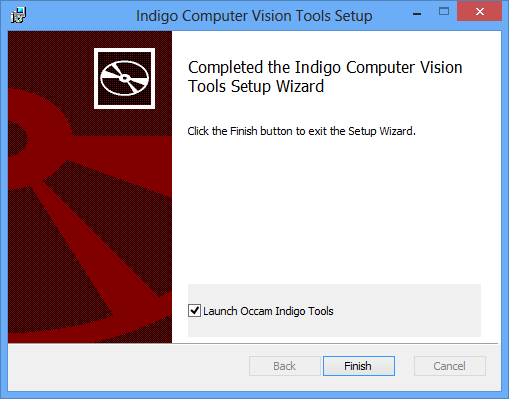 Indigo Computer Vision Tools Setup
Completed the Indigo Computer Vision
Tools Setup Wizard
Click the Finish button to exit the Setup Wizard.
Launch Occam Indigo Tools
Back
Finish
Cancel